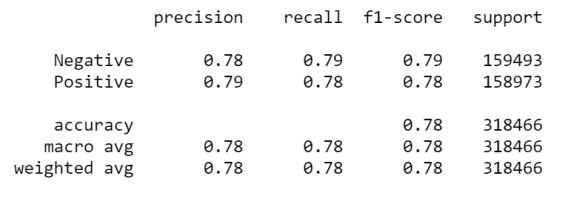 precision recall f1-score support
Negative 0.78 0.79 0.79 159493
Positive 0.79 0.78 0.78 158973
accuracy 0.78 318466
macro avg 0.78 0.78 0.78 318466
weighted avg 0.78 0.78 0.78 318466